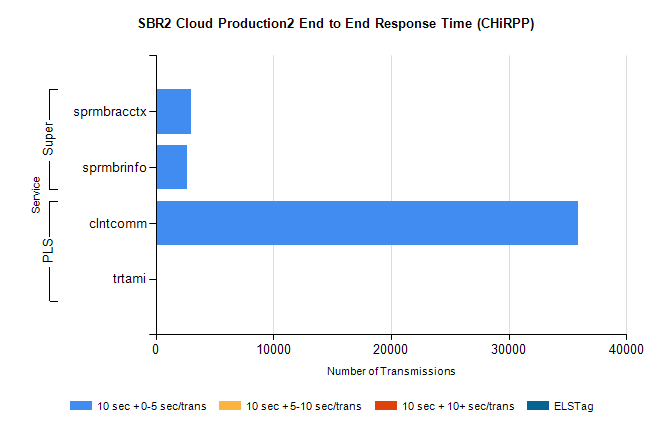 SBR2 Cloud Production2 End to End Response Time (CHiRPP)
Service
Super
sprmbracctx
sprmbrinfo
PLS
clntcomm
trtami
0 10000 20000 30000 40000
Number of Transmissions
10 sec +0-5 sec/trans 10 sec +5-10 sec/trans 10 sec + 10+ sec/trans ELSTag